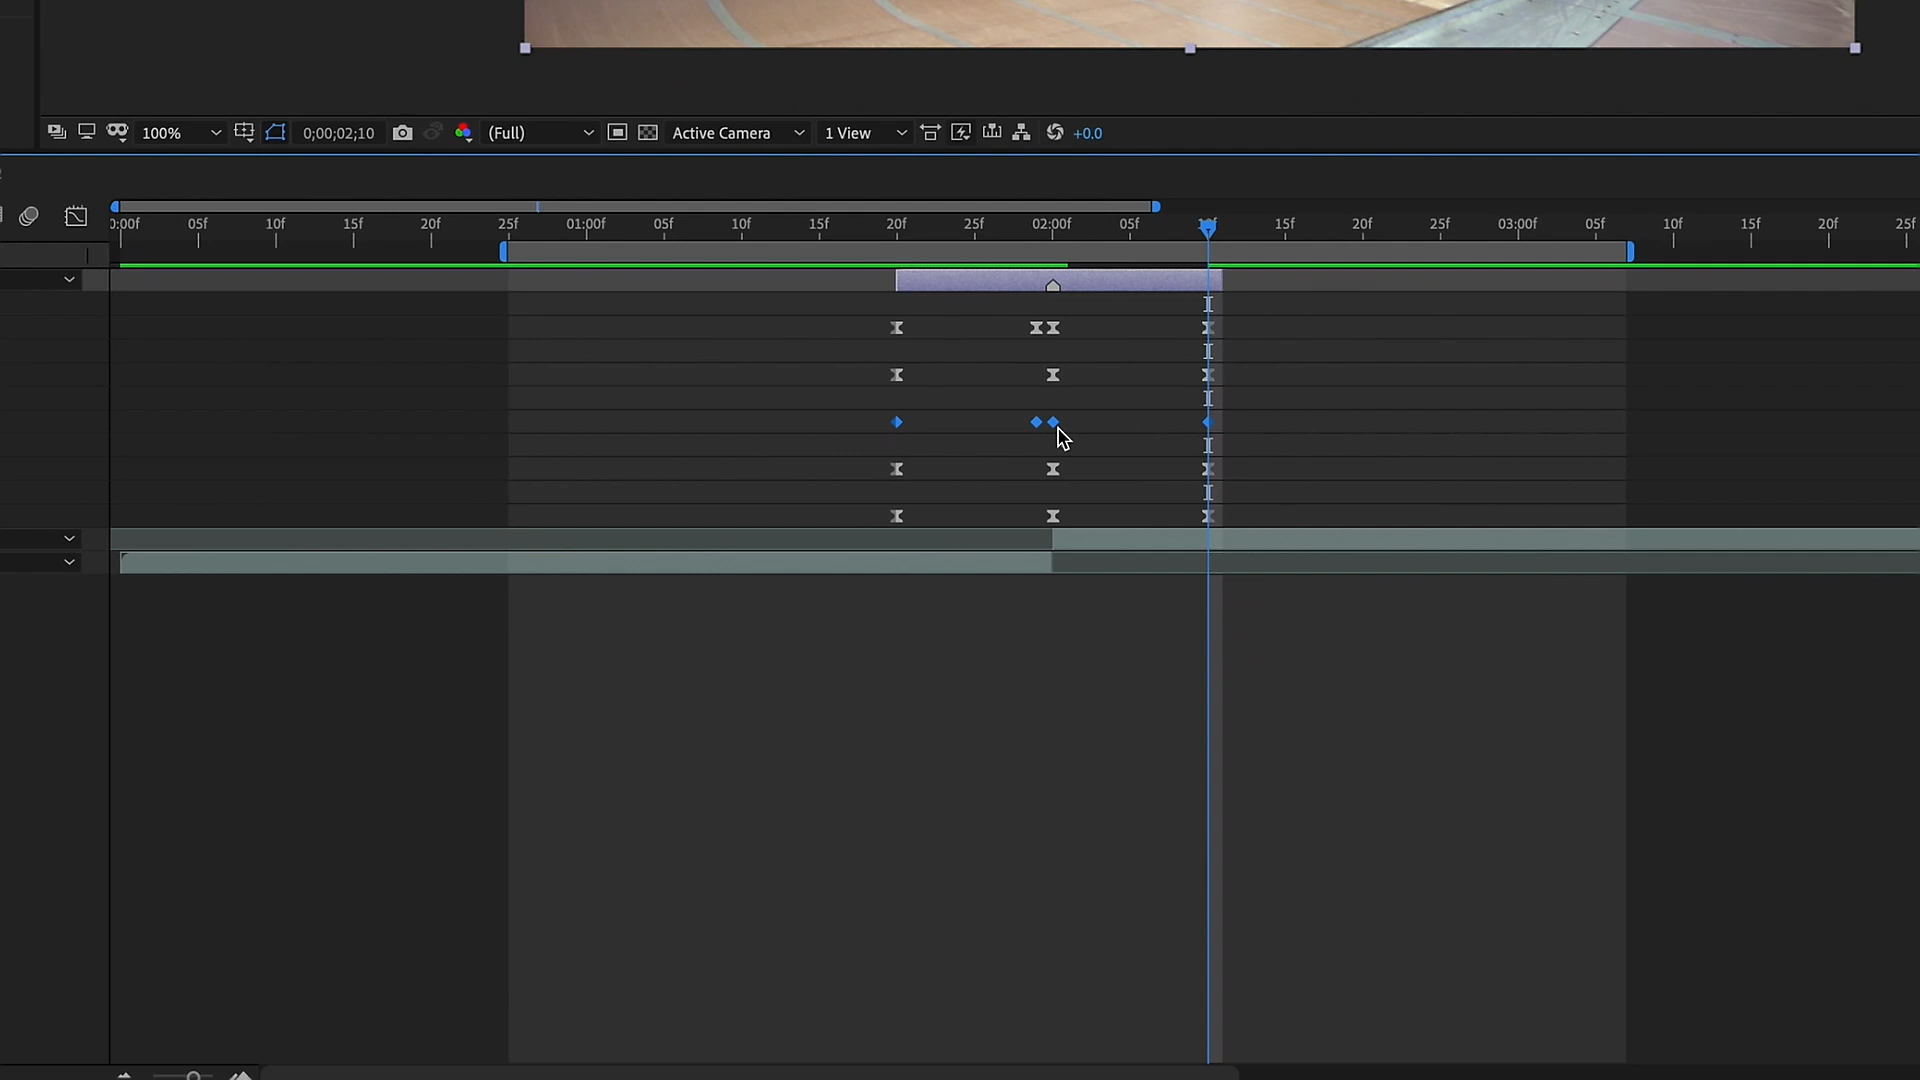 100% 0;00;02;10 (Full) Active Camera 1 View +0.0
0:00f 05f 10f 15f 20f 25f 01:00f 05f 10f 15f 20f 25f 02:00f 05f 10f 15f 20f 25f 03:00f 05f 10f 15f 20f 25f